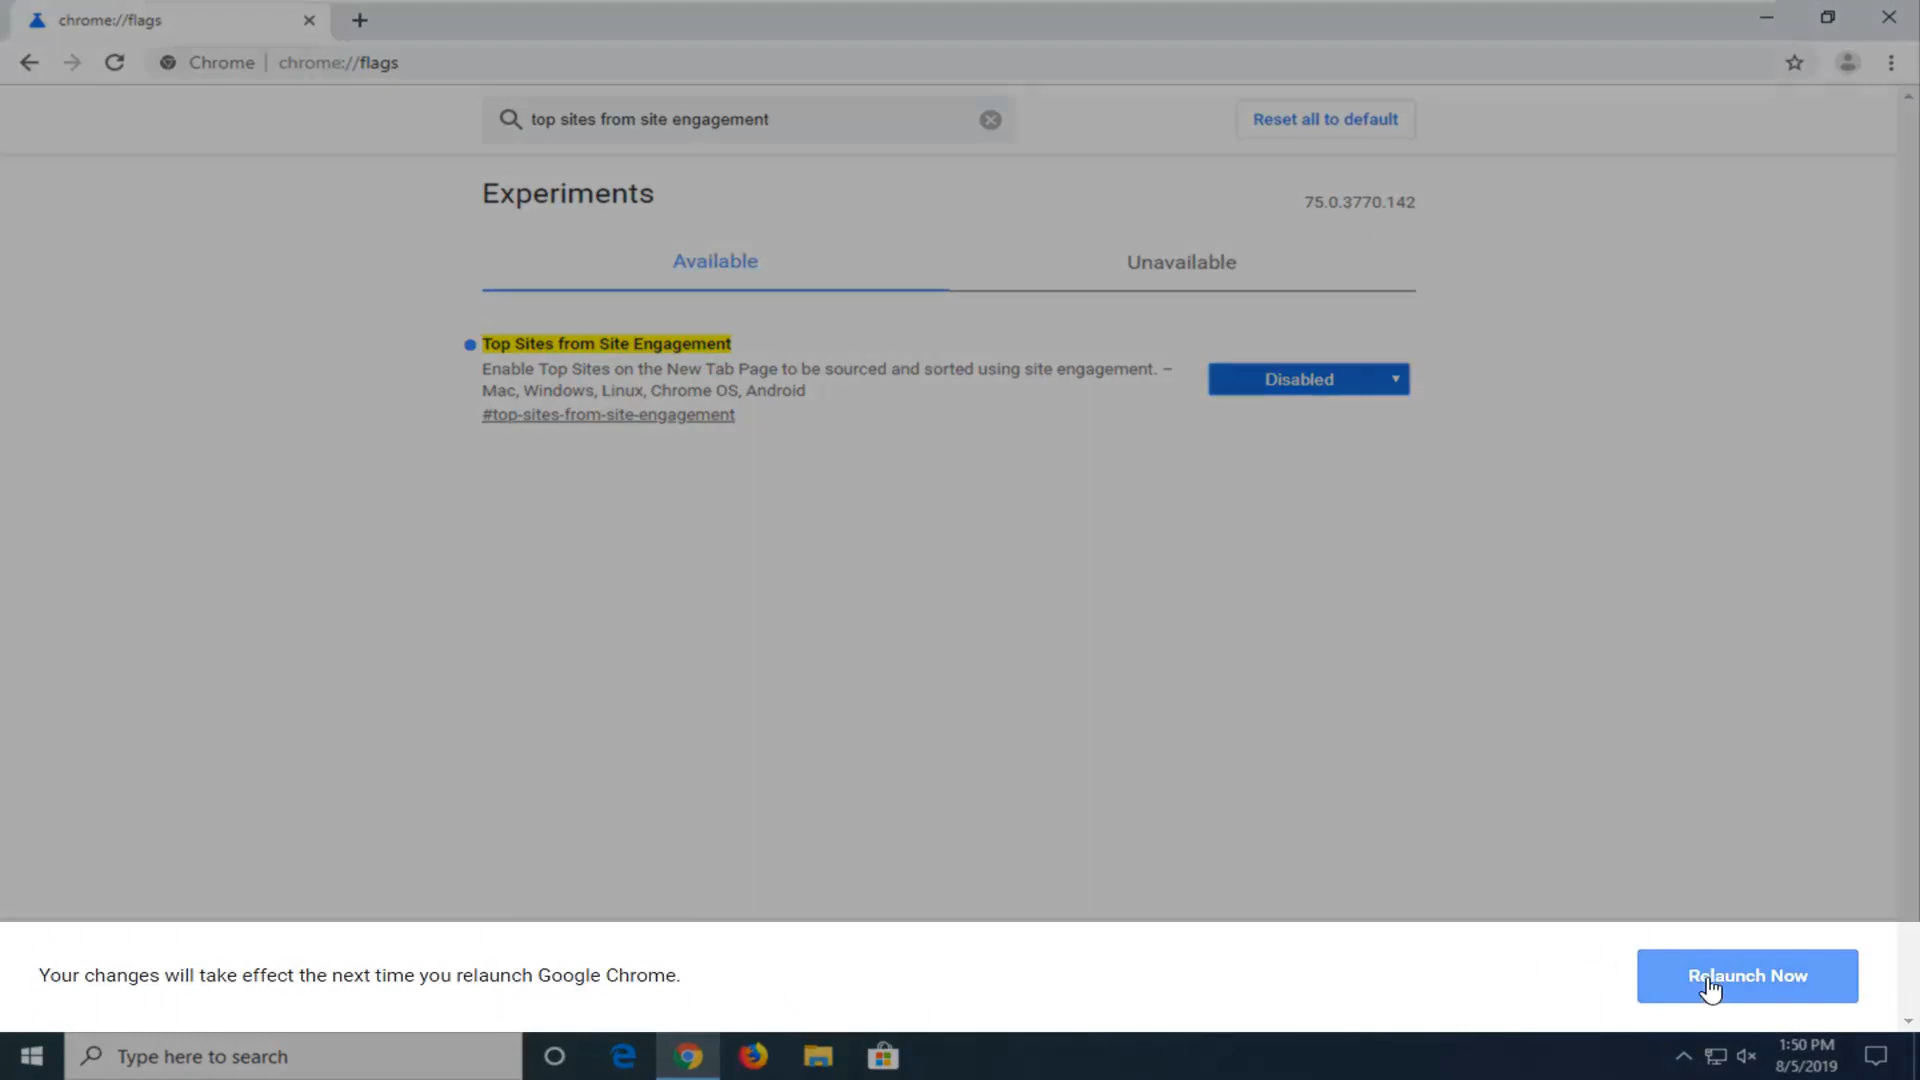 chrome://flags
Chrome | chrome://flags
top sites from site engagement
Reset all to default
Experiments
75.0.3770.142
Available
Unavailable
Top Sites from Site Engagement
Enable Top Sites on the New Tab Page to be sourced and sorted using site engagement. –
Mac, Windows, Linux, Chrome OS, Android
#top-sites-from-site-engagement
Disabled
Your changes will take effect the next time you relaunch Google Chrome.
Relaunch Now
Type here to search
1:50 PM
8/5/2019